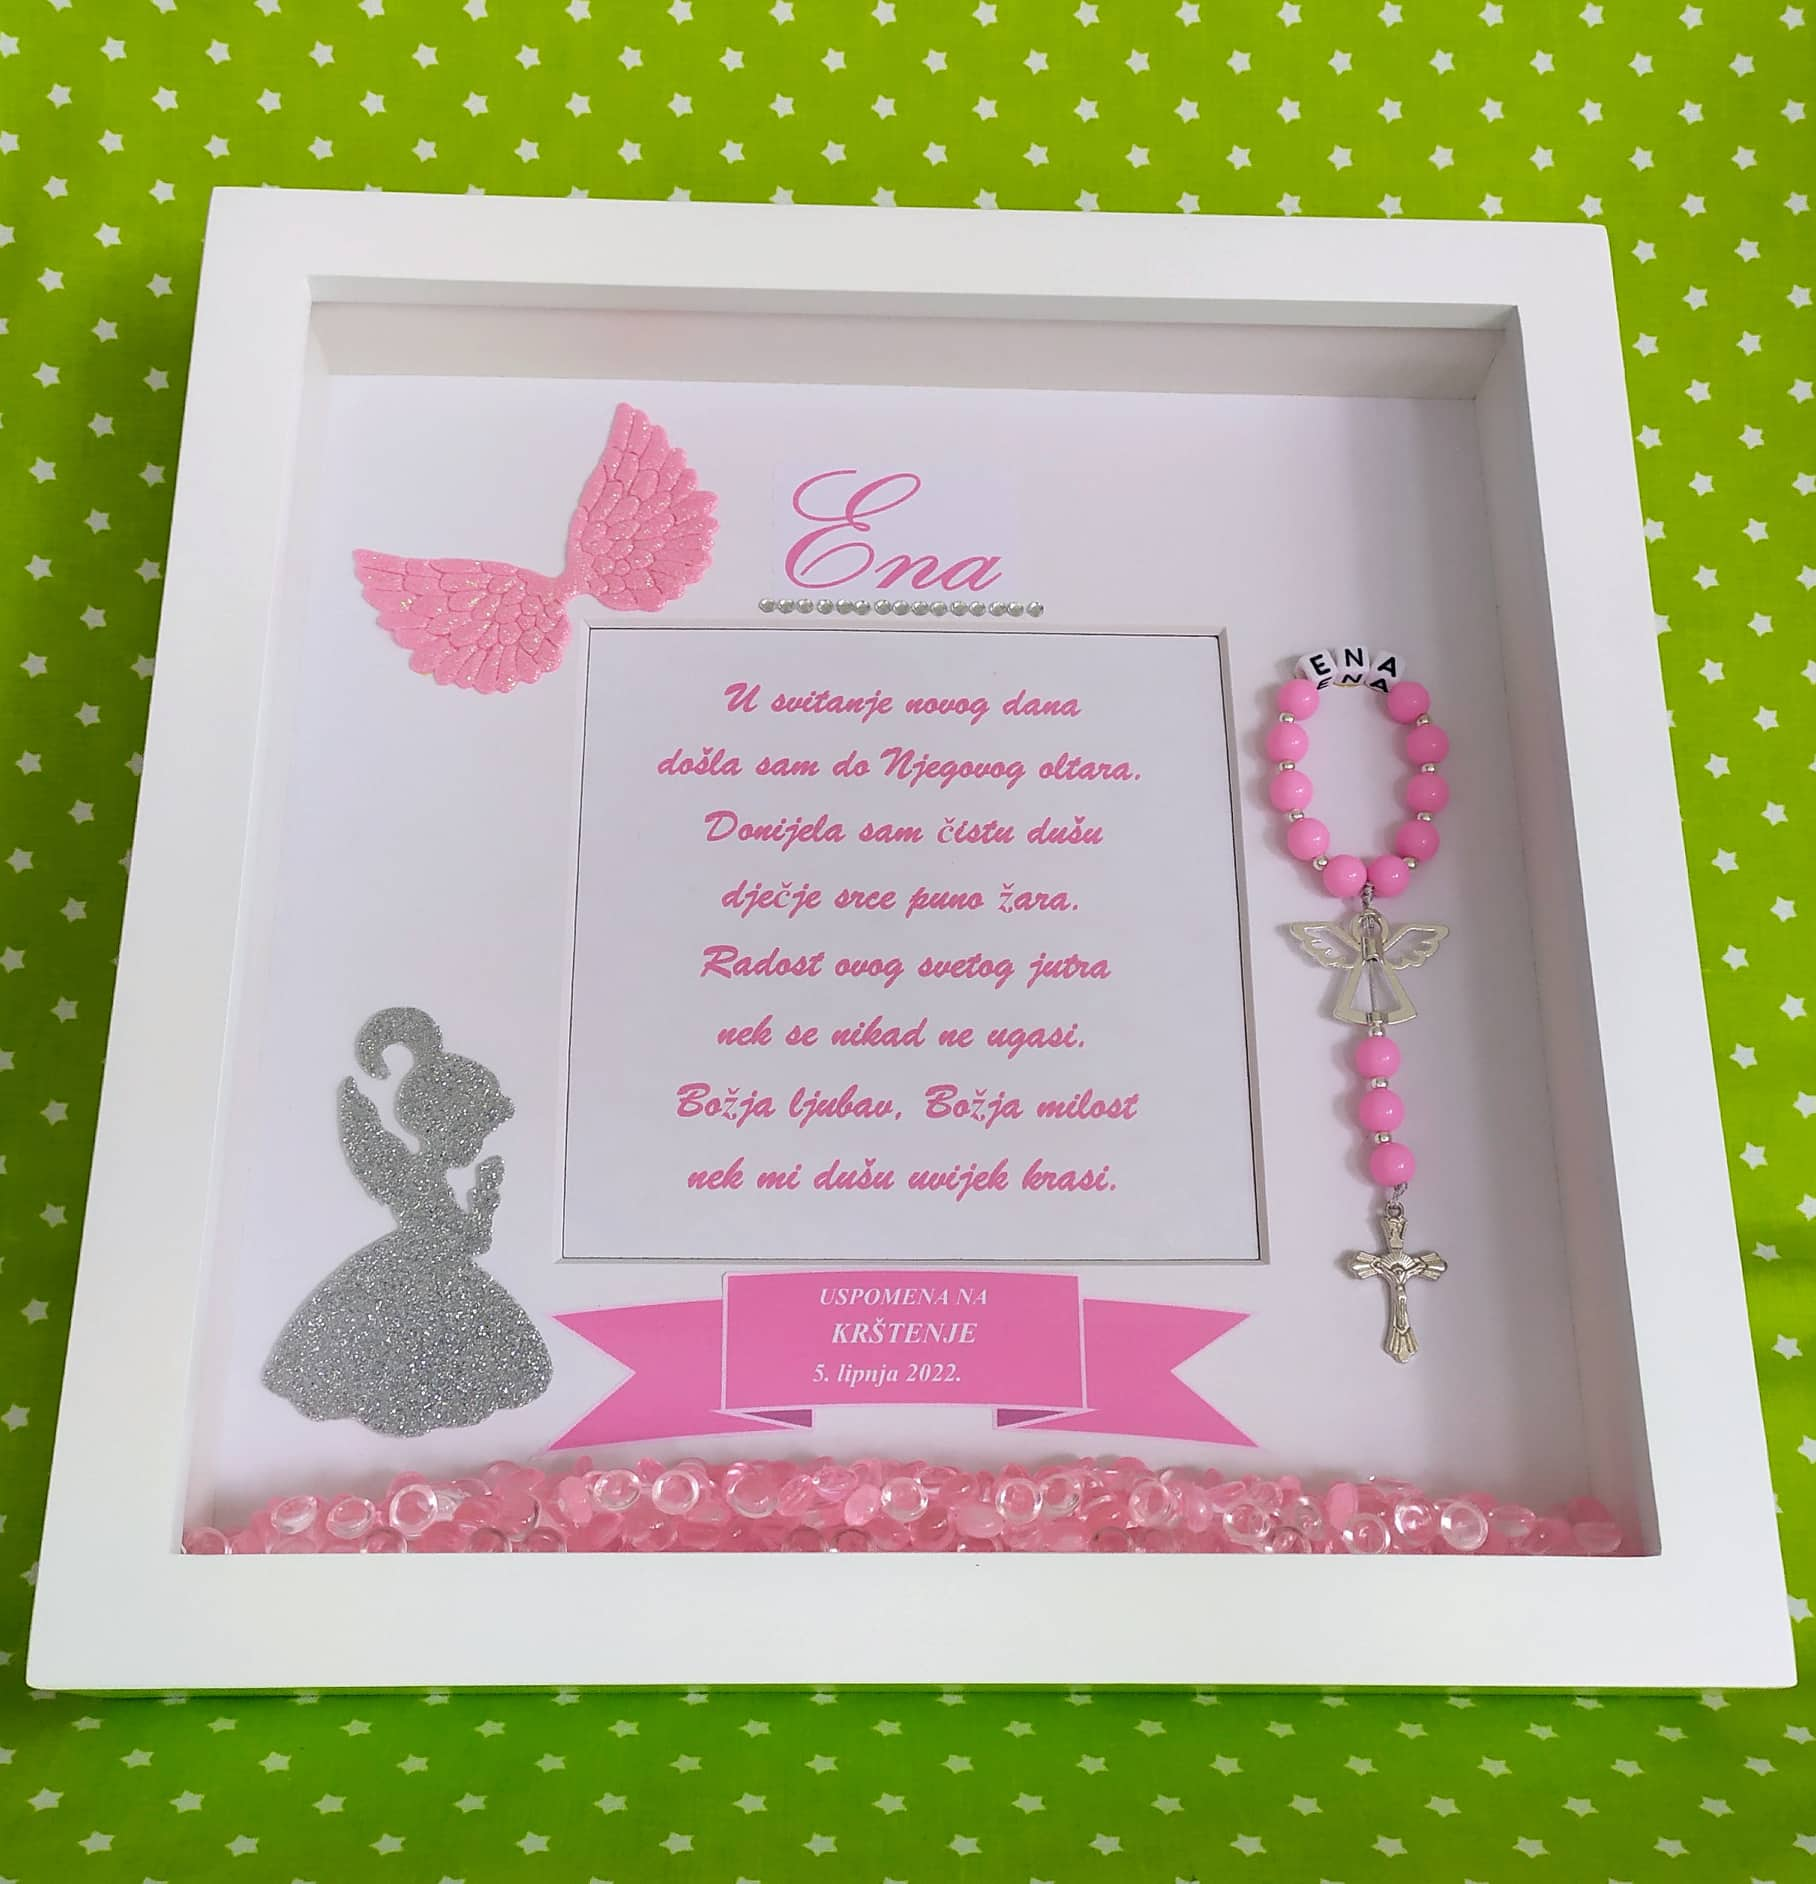 Ena
ENA
U svitanje novog dana
došla sam do Njegovog oltara.
Donijela sam čistu dušu
dječje srce puno žara.
Radost ovog svetog jutra
nek se nikad ne ugasi.
Božja ljubav, Božja milost
nek mi dušu uvijek krasi.
USPOMENA NA
KRŠTENJE
5. lipnja 2022.